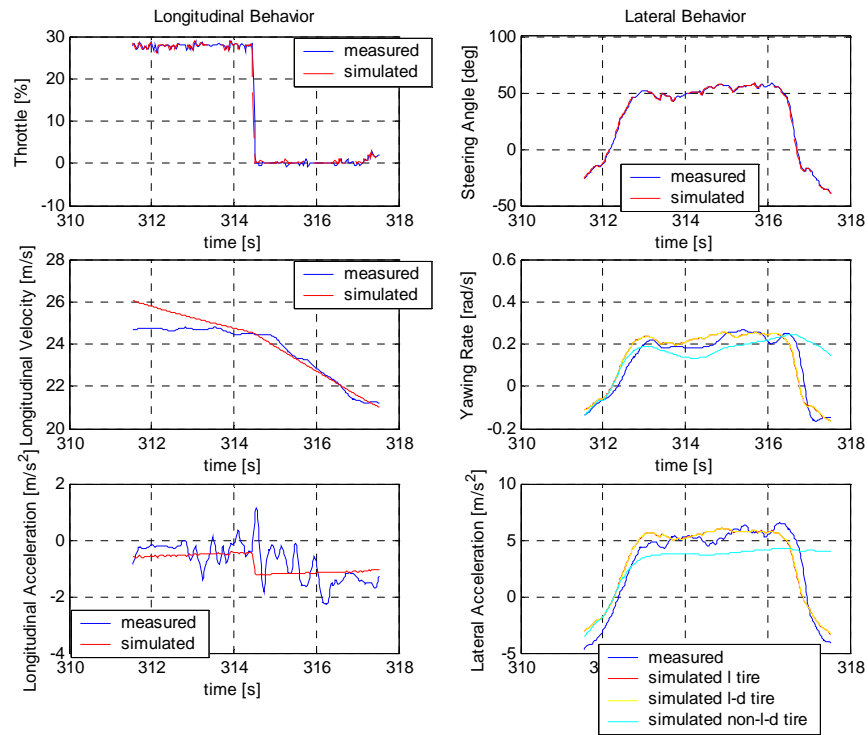 Longitudinal Behavior
30
20
10
0
-10
310
312
314
316
318
Throttle [%]
time [s]
measured
simulated
Lateral Behavior
100
50
0
-50
310
312
314
316
318
Steering Angle [deg]
time [s]
measured
simulated
26
24
22
20
310
312
314
316
318
Longitudinal Velocity [m/s]
time [s]
measured
simulated
0.6
0.4
0.2
0
-0.2
310
312
314
316
318
Yawing Rate [rad/s]
time [s]
2
0
-2
-4
310
312
314
316
318
Longitudinal Acceleration [m/s²]
time [s]
measured
simulated
10
5
0
-5
310
318
Lateral Acceleration [m/s²]
measured
simulated l tire
simulated l-d tire
simulated non-l-d tire